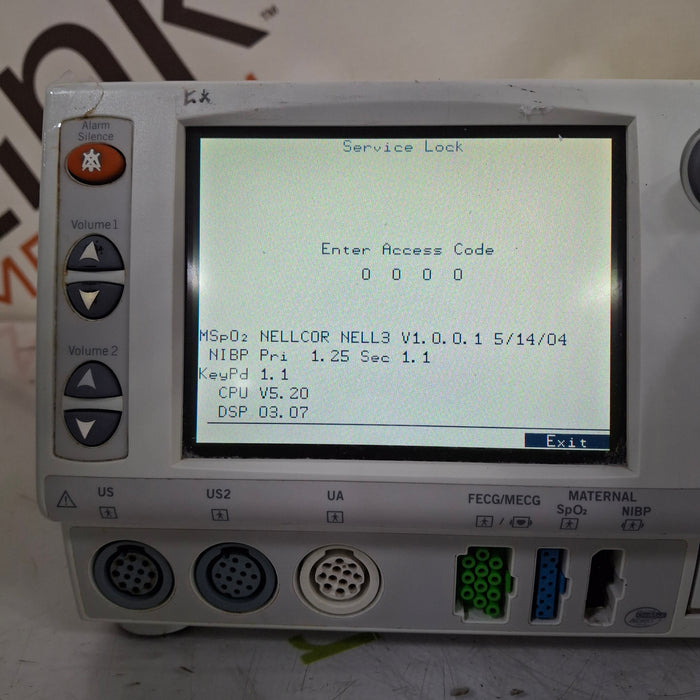 Ex
Alarm
Silence
Volume 1
Volume 2
Service Lock
Enter Access Code
0 0 0 0
MSpO₂ NELLCOR NELL3 V1.0.0.1 5/14/04
NIBP Pri 1.25 Sec 1.1
KeyPd 1.1
CPU V5.20
DSP 03.07
Exit
US
US2
UA
FECG/MECG
MATERNAL
SpO₂
NIBP
TM